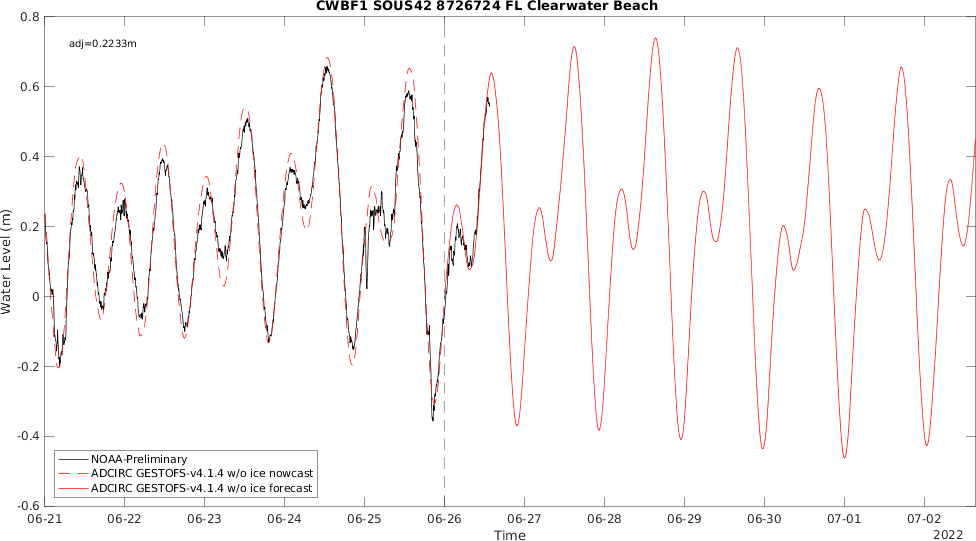 CWBF1 SOUS42 8726724 FL Clearwater Beach
adj=0.2233m
0.8
0.6
0.4
0.2
0
-0.2
-0.4
-0.6
Water Level (m)
NOAA-Preliminary
ADCIRC GESTOFS-v4.1.4 w/o ice nowcast
ADCIRC GESTOFS-v4.1.4 w/o ice forecast
06-21 06-22 06-23 06-24 06-25 06-26 06-27 06-28 06-29 06-30 07-01 07-02
Time
2022